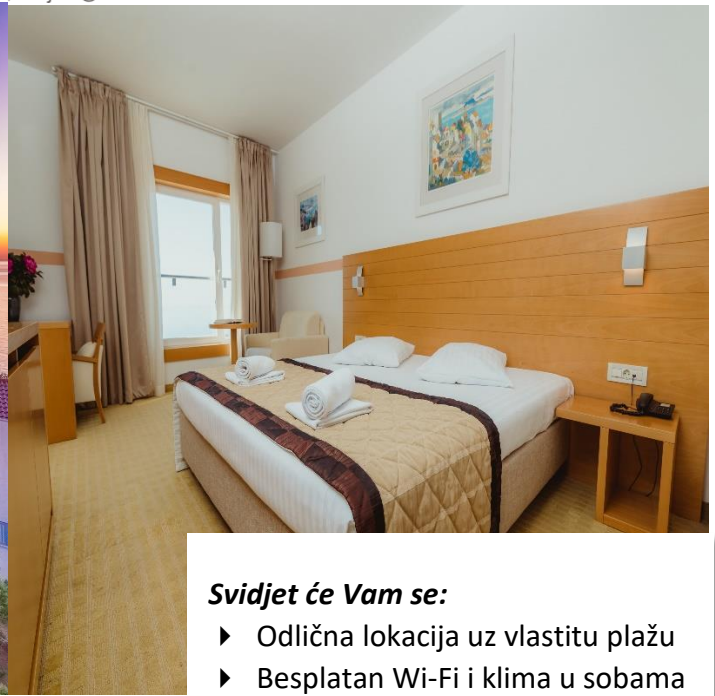 Svidjet će Vam se:
Odlična lokacija uz vlastitu plažu
Besplatan Wi-Fi i klima u sobama